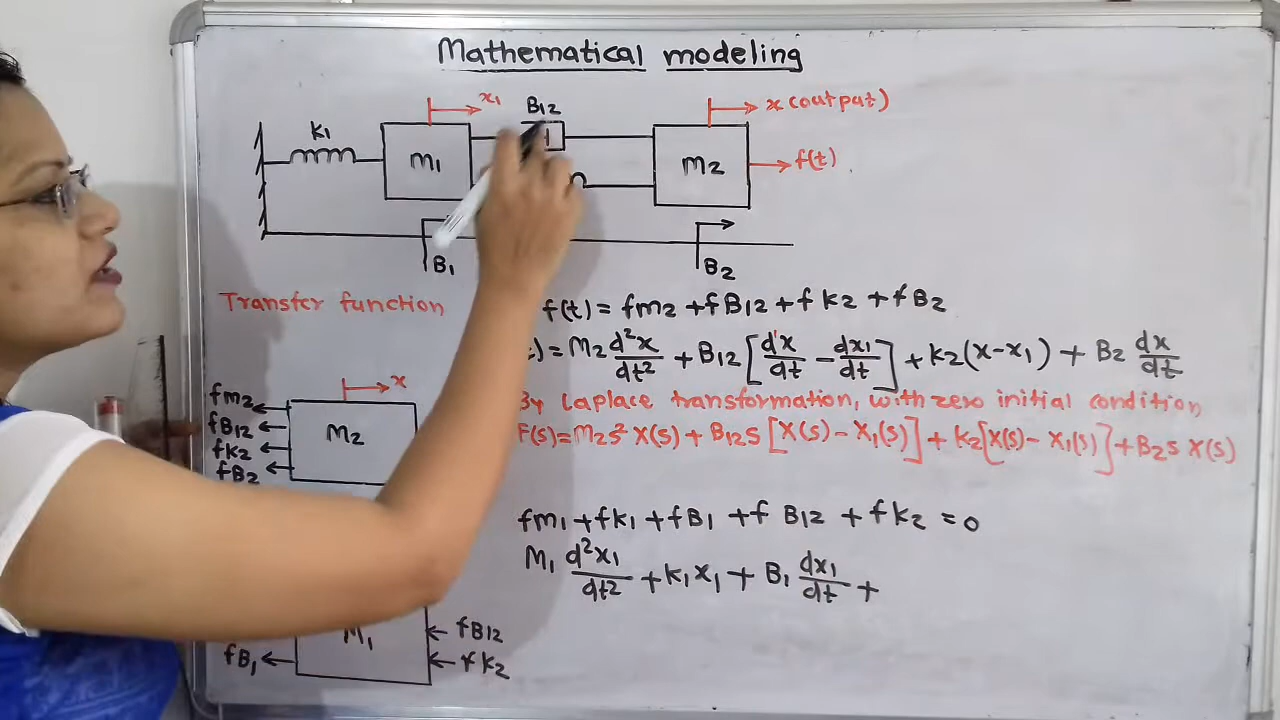 Mathematical modeling
x1 B12 x(output)
K1
M1 M2 f(t)
B1 B2
Transfer function
f(t) = fm2 + fB12 + fK2 + fB2
)= M2 d²x/dt² + B12 [dx/dt - dx1/dt] + K2(x-x1) + B2 dx/dt
By Laplace transformation, with zero initial condition
F(s)=M2s² X(s) + B12s [X(s) - X1(s)] + K2[X(s) - X1(s)] + B2s X(s)
x
fm2
fB12
fK2
fB2
M2
fm1 + fK1 + fB1 + fB12 + fK2 = 0
M1 d²x1/dt² + K1x1 + B1 dx1/dt +
M1
fB1
fB12
fK2